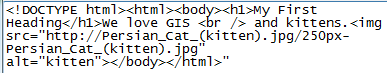 <!DOCTYPE html><html><body><h1>My First
Heading</h1>We love GIS <br /> and kittens.<img
src="http://Persian_Cat_(kitten).jpg/250px-
Persian_Cat_(kitten).jpg"
alt="kitten"></body></html>"